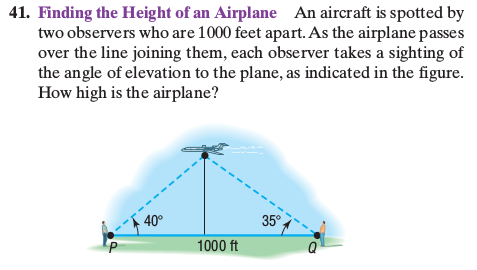 41. Finding the Height of an Airplane An aircraft is spotted by
two observers who are 1000 feet apart. As the airplane passes
over the line joining them, each observer takes a sighting of
the angle of elevation to the plane, as indicated in the figure.
How high is the airplane?
40° 35°
P 1000 ft Q